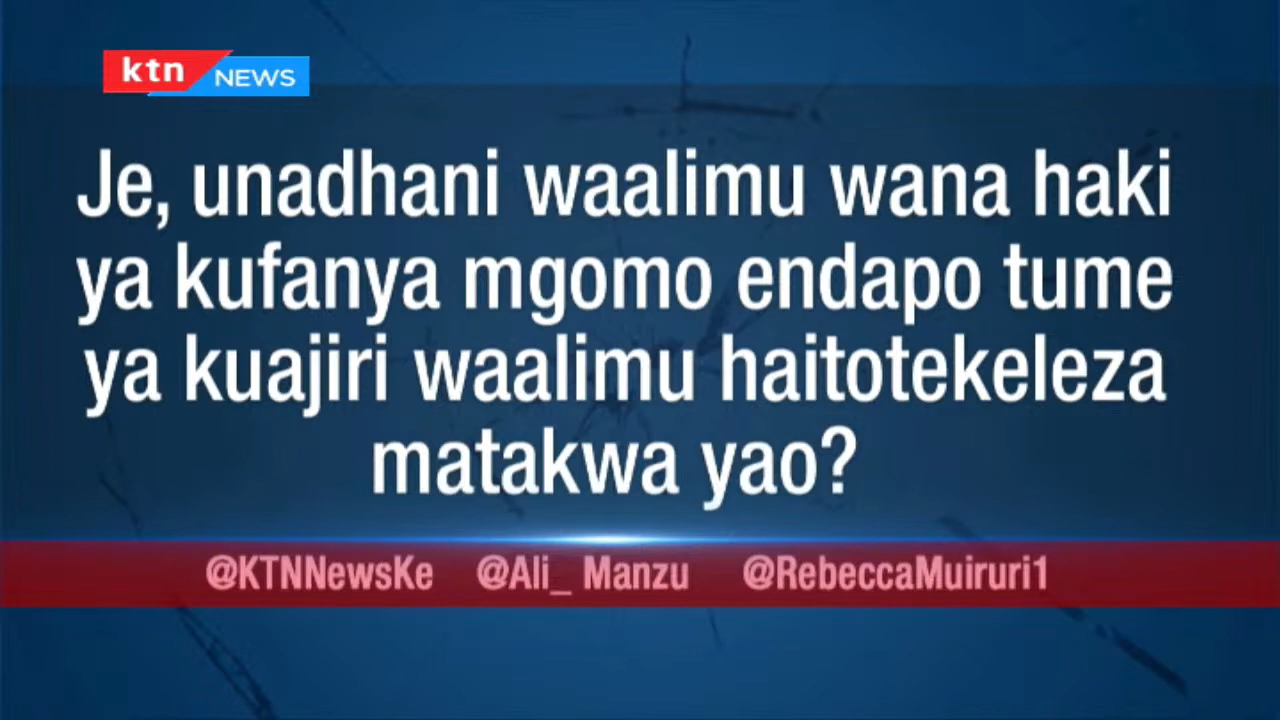 ktn NEWS
Je, unadhani waalimu wana haki
ya kufanya mgomo endapo tume
ya kuajiri waalimu haitotekeleza
matakwa yao?
@KTNNewsKe @Ali_ Manzu @RebeccaMuiruri1